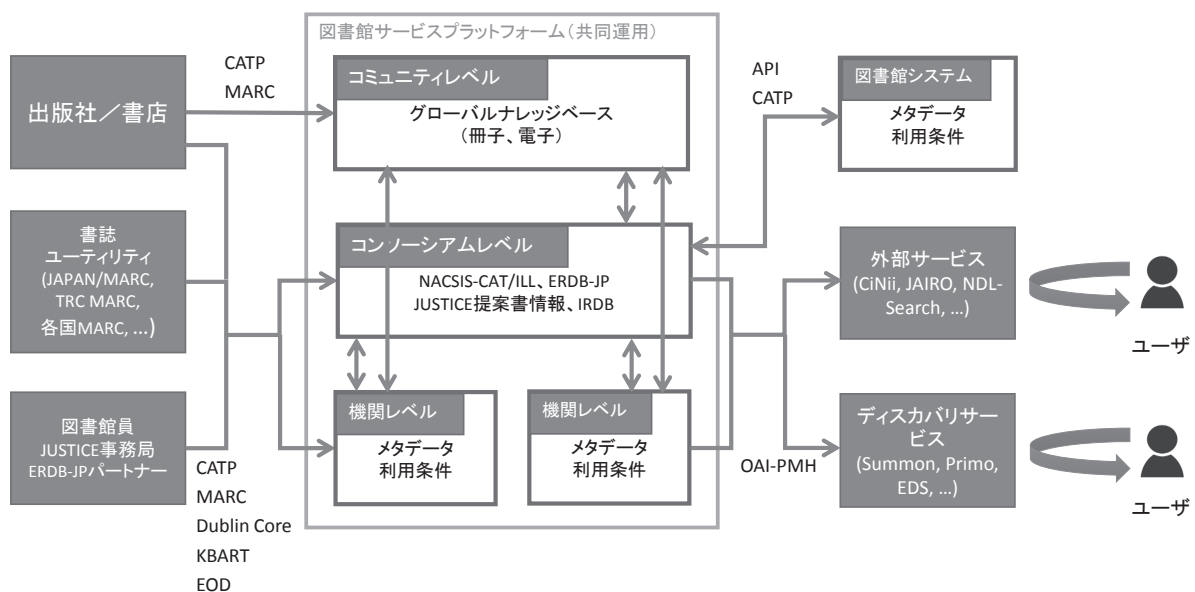 図書館サービスプラットフォーム（共同運用）
出版社／書店
CATP
MARC
書誌
ユーティリティ
(JAPAN/MARC,
TRC MARC,
各国MARC, ...)
図書館員
JUSTICE事務局
ERDB-JPパートナー
CATP
MARC
Dublin Core
KBART
EOD
コミュニティレベル
グローバルナレッジベース
（冊子、電子）
コンソーシアムレベル
NACSIS-CAT/ILL、ERDB-JP
JUSTICE提案書情報、IRDB
機関レベル
メタデータ
利用条件
機関レベル
メタデータ
利用条件
API
CATP
図書館システム
メタデータ
利用条件
外部サービス
(CiNii, JAIRO, NDL-
Search, ...)
ユーザ
OAI-PMH
ディスカバリサー
ビス
(Summon, Primo,
EDS, ...)
ユーザ